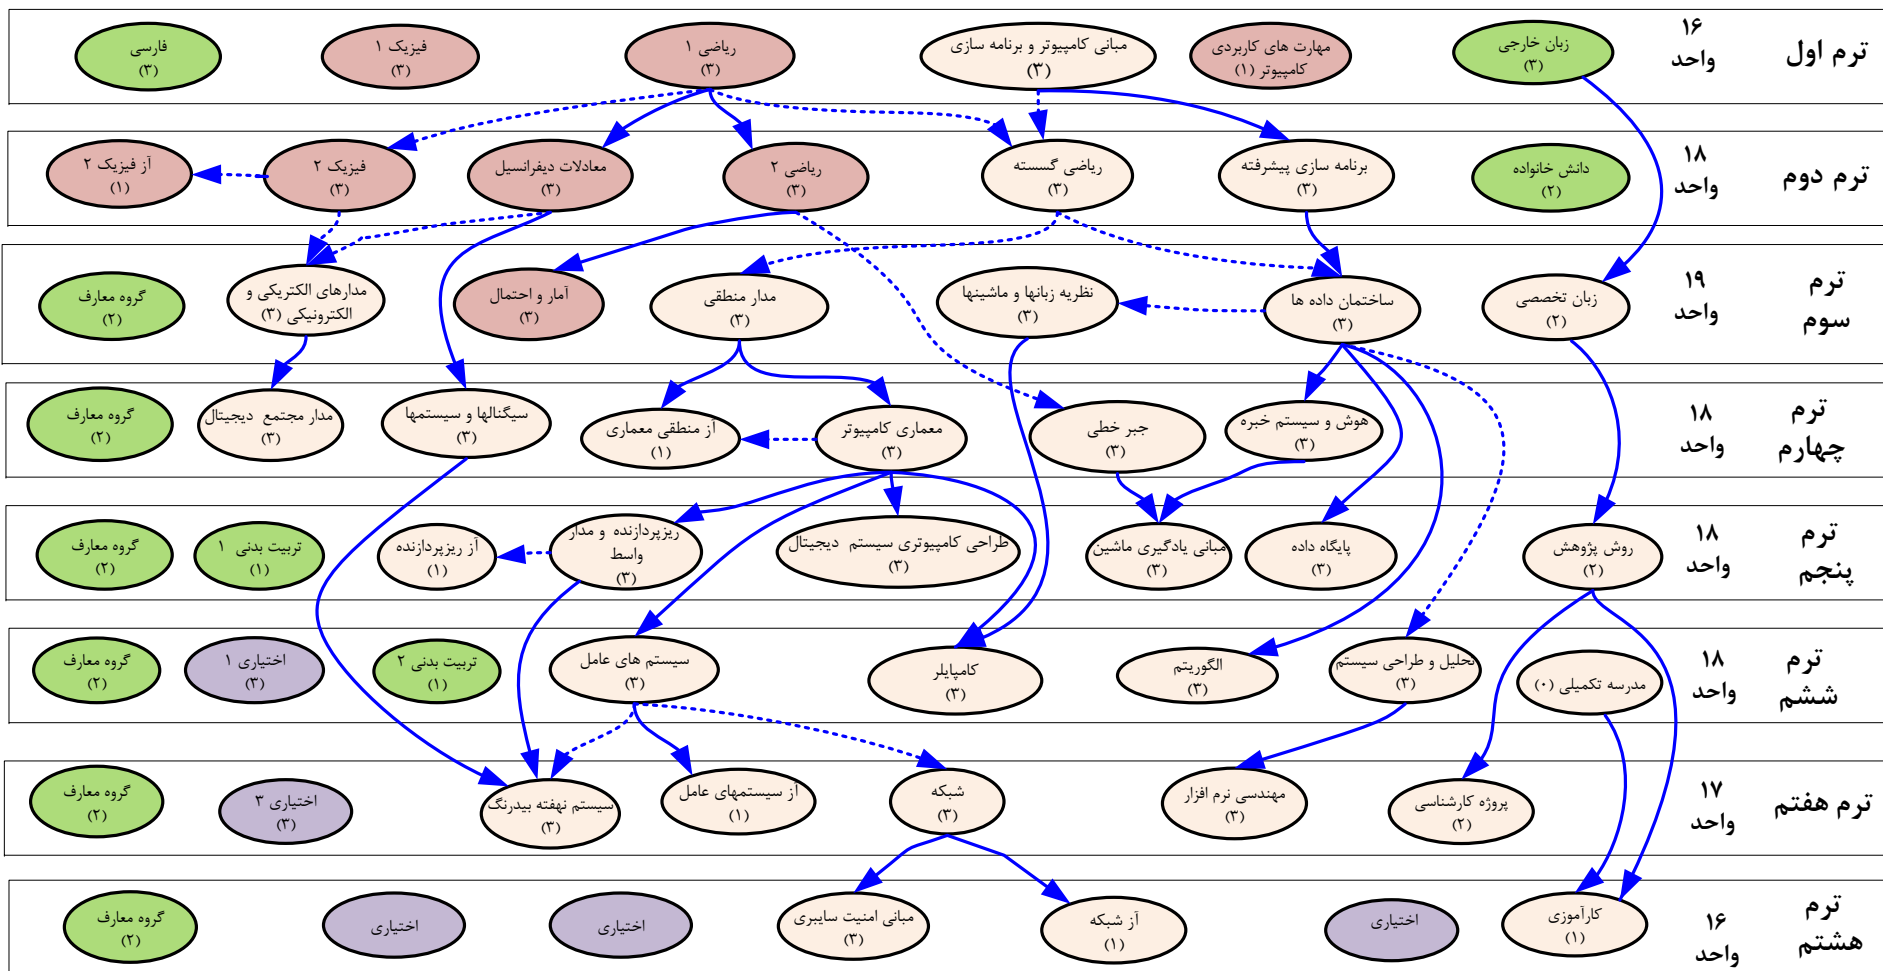 ترم اول
۱۶
واحد
زبان خارجی
(۳)
مهارت های کاربردی
کامپیوتر (۱)
مبانی کامپیوتر و برنامه سازی
(۳)
ریاضی ۱
(۳)
فیزیک ۱
(۳)
فارسی
(۳)
ترم دوم
۱۸
واحد
دانش خانواده
(۲)
برنامه سازی پیشرفته
(۳)
ریاضی گسسته
(۳)
ریاضی ۲
(۳)
معادلات دیفرانسیل
(۳)
فیزیک ۲
(۳)
آز فیزیک ۲
(۱)
ترم
سوم
۱۹
واحد
زبان تخصصی
(۲)
ساختمان داده ها
(۳)
نظریه زبانها و ماشینها
(۳)
مدار منطقی
(۳)
آمار و احتمال
(۳)
مدارهای الکتریکی و
الکترونیکی (۳)
گروه معارف
(۲)
ترم
چهارم
۱۸
واحد
هوش و سیستم خبره
(۳)
جبر خطی
(۳)
معماری کامپیوتر
(۳)
آز منطقی معماری
(۱)
سیگنالها و سیستمها
(۳)
مدار مجتمع دیجیتال
(۳)
گروه معارف
(۲)
ترم
پنجم
۱۸
واحد
روش پژوهش
(۲)
پایگاه داده
(۳)
مبانی یادگیری ماشین
(۳)
طراحی کامپیوتری سیستم دیجیتال
(۳)
ریزپردازنده و مدار
واسط
(۳)
آز ریزپردازنده
(۱)
تربیت بدنی ۱
(۱)
گروه معارف
(۲)
ترم
ششم
۱۸
واحد
مدرسه تکمیلی (۰)
تحلیل و طراحی سیستم
(۳)
الگوریتم
(۳)
کامپایلر
(۳)
سیستم های عامل
(۳)
تربیت بدنی ۲
(۱)
اختیاری ۱
(۳)
گروه معارف
(۲)
ترم هفتم
۱۷
واحد
پروژه کارشناسی
(۲)
مهندسی نرم افزار
(۳)
شبکه
(۳)
آز سیستمهای عامل
(۱)
سیستم نهفته بیدرنگ
(۳)
اختیاری ۳
(۳)
گروه معارف
(۲)
ترم
هشتم
۱۶
واحد
کارآموزی
(۱)
اختیاری
آز شبکه
(۱)
مبانی امنیت سایبری
(۳)
اختیاری
اختیاری
گروه معارف
(۲)